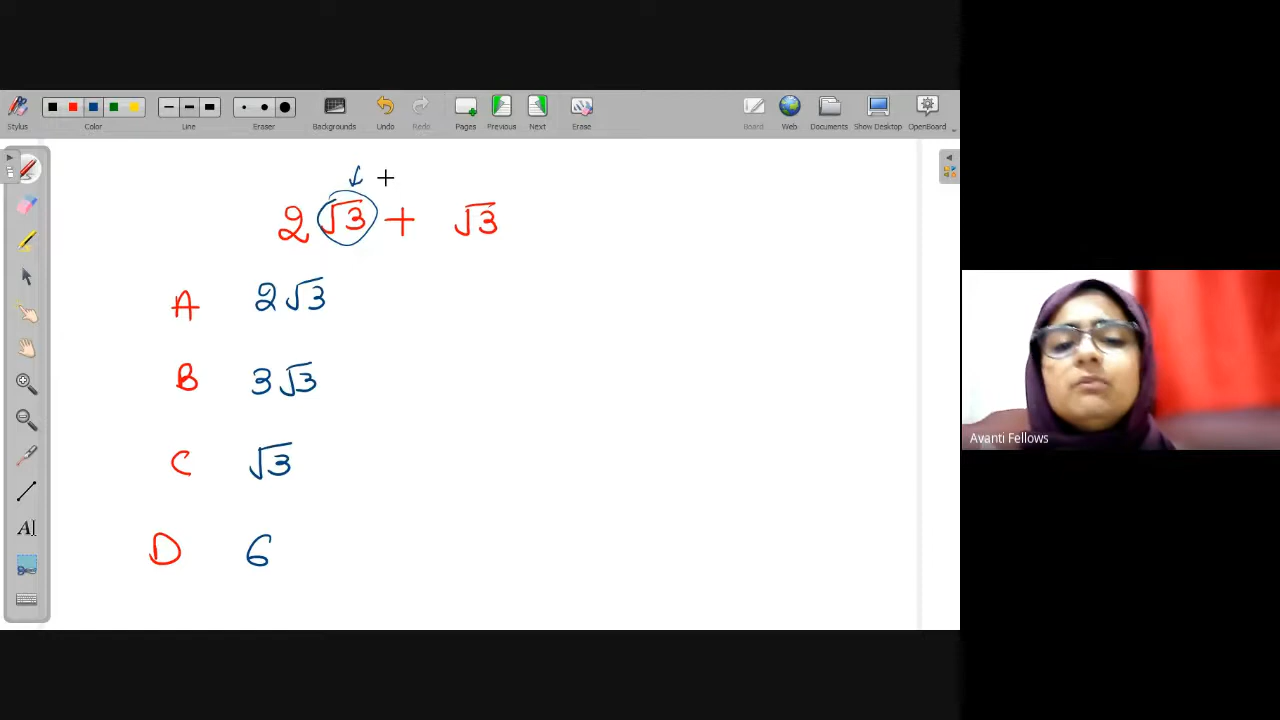 Stylus
Color
Line
Eraser
Backgrounds
Undo
Redo
Pages
Previous
Next
Erase
Board
Web
Documents
Show Desktop
OpenBoard
2 √3 + √3
A 2√3
B 3√3
C √3
D 6
AI
Avanti Fellows